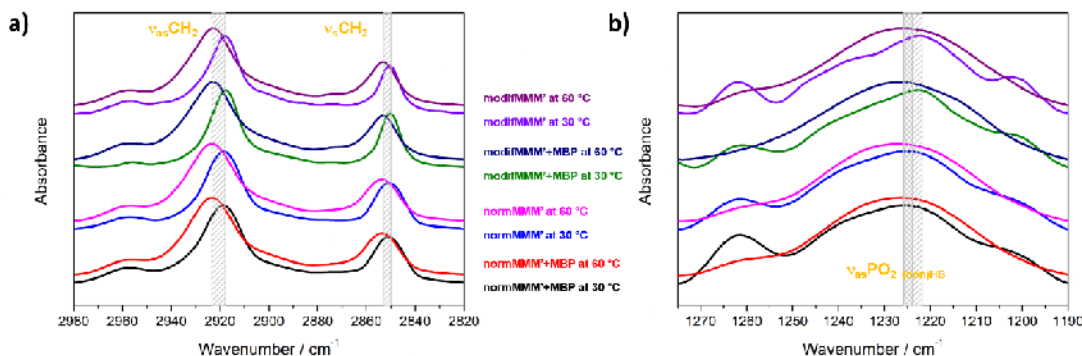 a)
νasCH2
νsCH2
Absorbance
modifMMM' at 60 °C
modifMMM' at 30 °C
modifMMM'+MBP at 60 °C
modifMMM'+MBP at 30 °C
normMMM' at 60 °C
normMMM' at 30 °C
normMMM'+MBP at 60 °C
normMMM'+MBP at 30 °C
2980 2960 2940 2920 2900 2880 2860 2840 2820
Wavenumber / cm-1
b)
Absorbance
νasPO2 (non)HB
1270 1260 1250 1240 1230 1220 1210 1200 1190
Wavenumber / cm-1